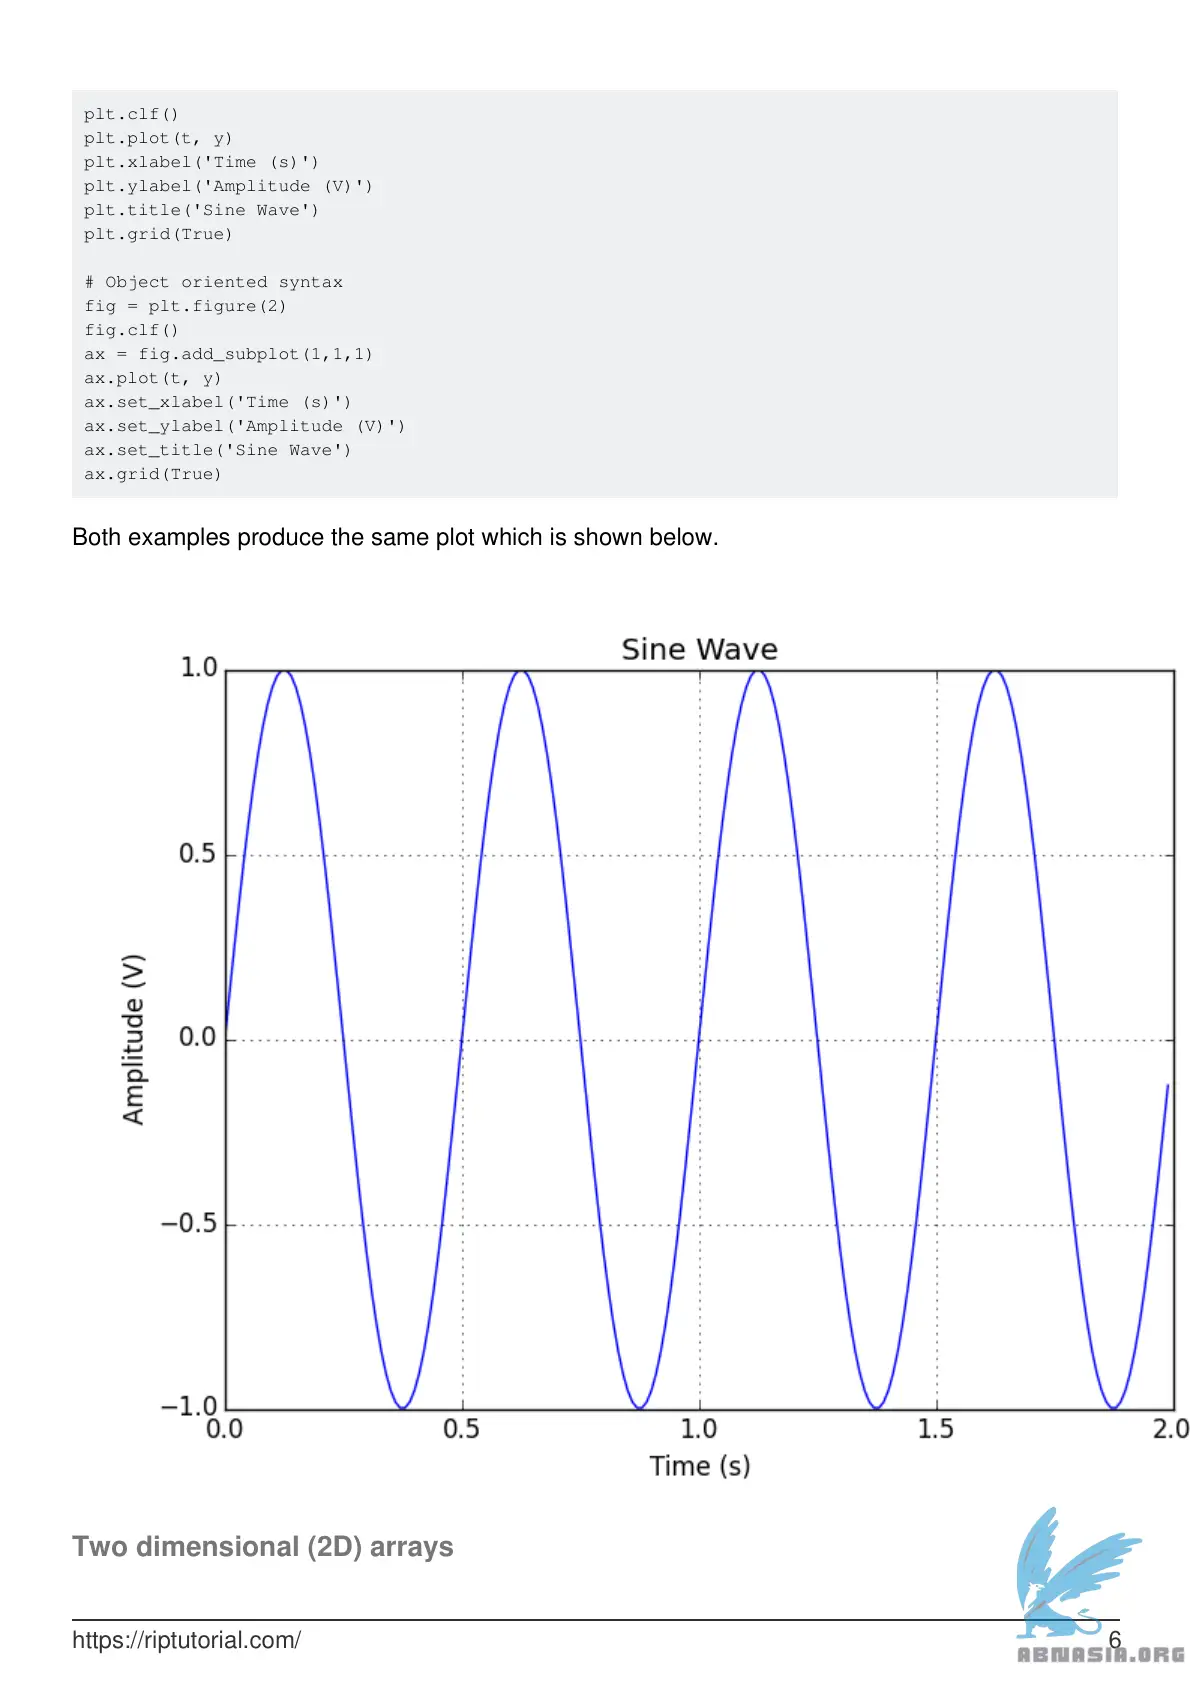 plt.clf()
plt.plot(t, y)
plt.xlabel('Time (s)')
plt.ylabel('Amplitude (V)')
plt.title('Sine Wave')
plt.grid(True)

# Object oriented syntax
fig = plt.figure(2)
fig.clf()
ax = fig.add_subplot(1,1,1)
ax.plot(t, y)
ax.set_xlabel('Time (s)')
ax.set_ylabel('Amplitude (V)')
ax.set_title('Sine Wave')
ax.grid(True)
Both examples produce the same plot which is shown below.
Sine Wave
1.0
0.5
0.0
−0.5
−1.0
Amplitude (V)
0.0 0.5 1.0 1.5 2.0
Time (s)
Two dimensional (2D) arrays
https://riptutorial.com/ 6
ABNASIA.ORG